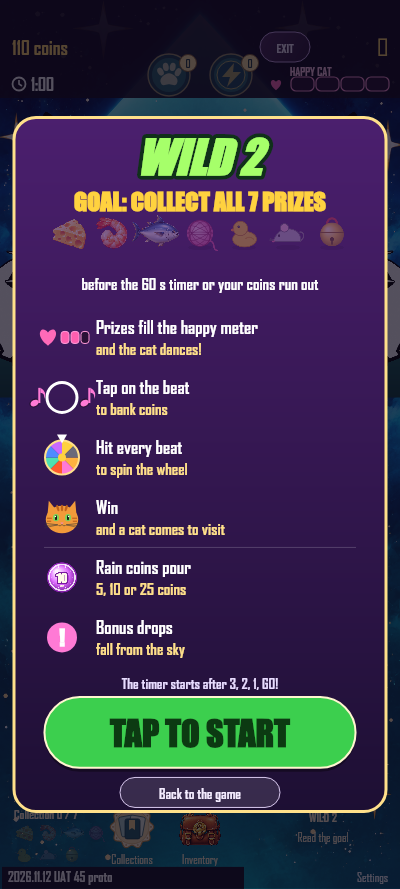 110 coins
0
0
EXIT
1:00
HAPPY CAT
WILD 2
GOAL: COLLECT ALL 7 PRIZES
before the 60 s timer or your coins run out
Prizes fill the happy meter
and the cat dances!
Tap on the beat
to bank coins
Hit every beat
to spin the wheel
Win
and a cat comes to visit
10
Rain coins pour
5, 10 or 25 coins
!
Bonus drops
fall from the sky
The timer starts after 3, 2, 1, GO!
TAP TO START
Back to the game
Collection 0 / 7
WILD 2
Read the goal
Collections
Inventory
2026.11.12 UAT 45 proto
Settings